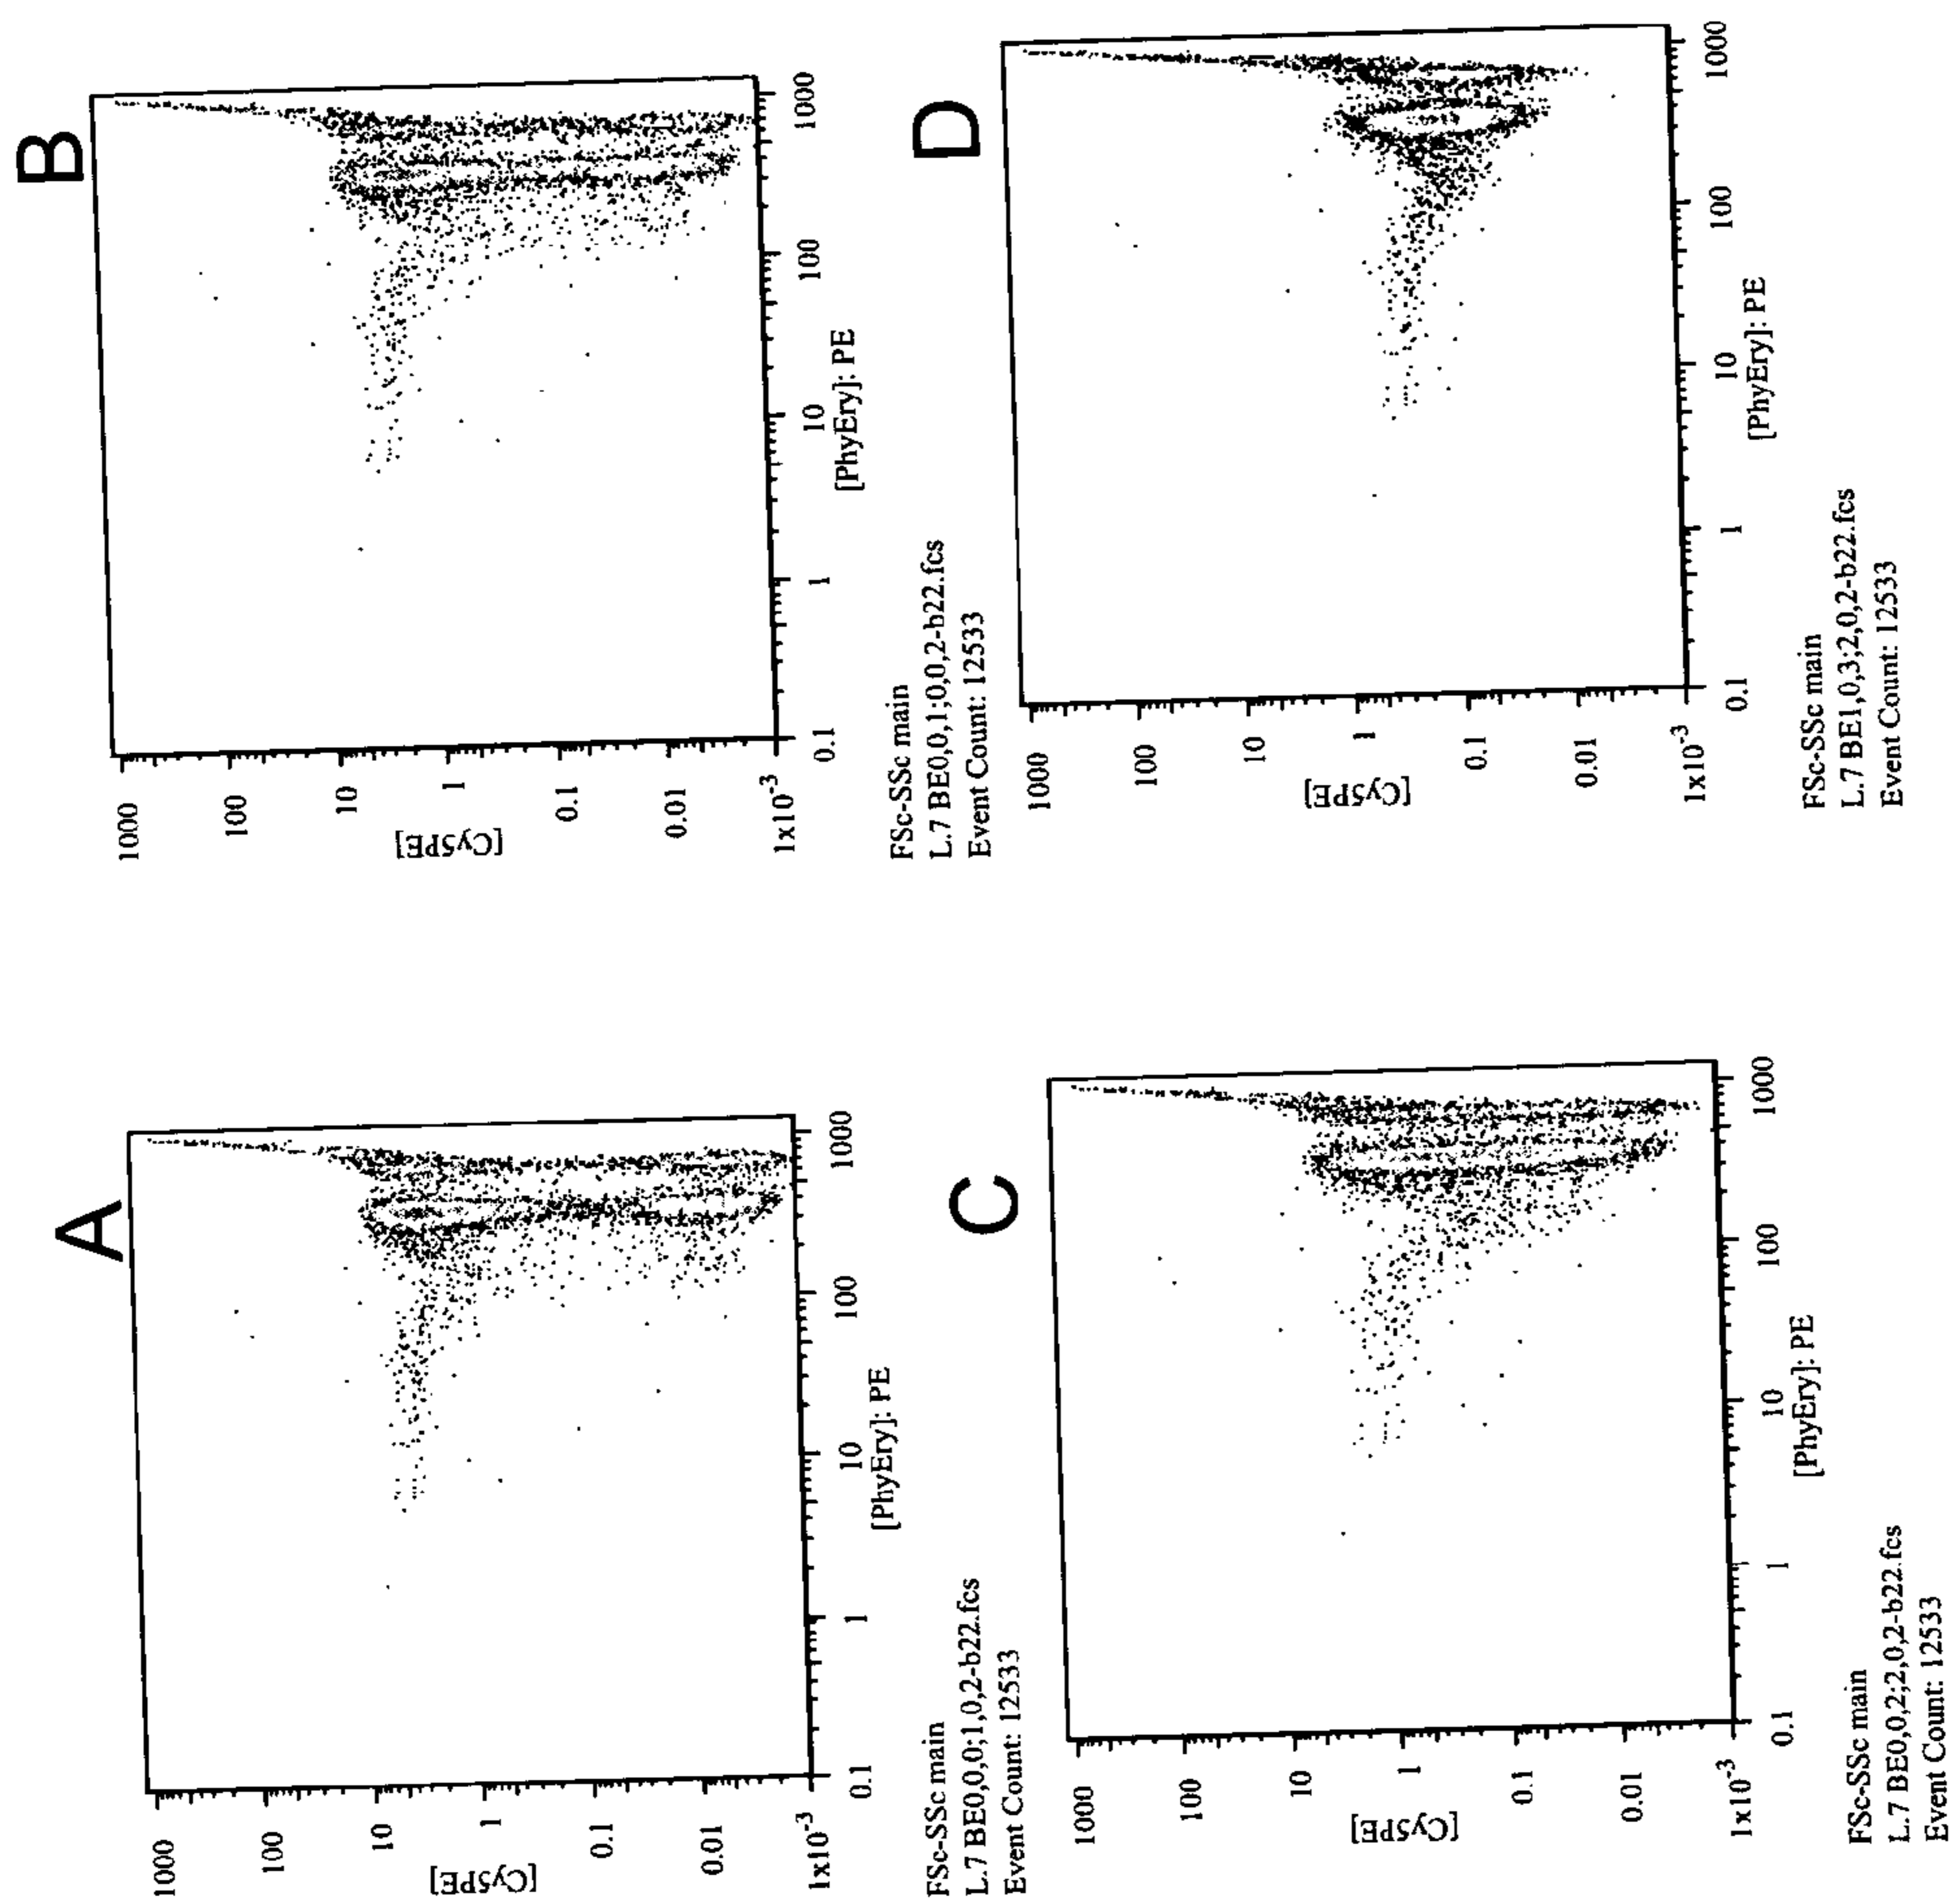 A
1000
100
10
1
0.1
0.01
1x10-3
[Cy5PE]
0.1
1
10
100
1000
[PhyEry]: PE
FSc-SSc main
L.7 BE0,0,0;1,0,2-b22.fcs
Event Count: 12533
B
1000
100
10
1
0.1
0.01
1x10-3
[Cy5PE]
0.1
1
10
100
1000
[PhyEry]: PE
FSc-SSc main
L.7 BE0,0,1;0,0,2-b22.fcs
Event Count: 12533
C
1000
100
10
1
0.1
0.01
1x10-3
[Cy5PE]
0.1
1
10
100
1000
[PhyEry]: PE
FSc-SSc main
L.7 BE0,0,2;2,0,2-b22.fcs
Event Count: 12533
D
1000
100
10
1
0.1
0.01
1x10-3
[Cy5PE]
0.1
1
10
100
1000
[PhyEry]: PE
FSc-SSc main
L.7 BE1,0,3;2,0,2-b22.fcs
Event Count: 12533